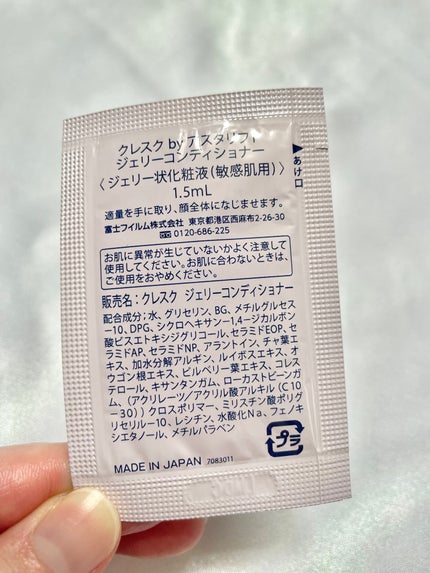 クレスク by アスタリフト
ジェリーコンディショナー
〈ジェリー状化粧液(敏感肌用)〉
1.5mL
▶あけ口
適量を手に取り、顔全体になじませます。
富士フイルム株式会社 東京都港区西麻布2-26-30
0120-686-225
お肌に異常が生じていないかよく注意して
使用してください。お肌に合わないときは、
ご使用をおやめください。
販売名:クレスク ジェリーコンディショナー
配合成分:水、グリセリン、BG、メチルグルセス
-10、DPG、シクロヘキサン-1,4-ジカルボン
酸ビスエトキシジグリコール、セラミドEOP、セ
ラミドAP、セラミドNP、アラントイン、チャ葉エ
キス、加水分解アルギン、ルイボスエキス、オ
ウゴン根エキス、ビルベリー葉エキス、コレス
テロール、キサンタンガム、ローカストビーンガ
ム、(アクリレーツ/アクリル酸アルキル(C10
-30))クロスポリマー、ミリスチン酸ポリグ
リセリル-10、レシチン、水酸化Na、フェノキ
シエタノール、メチルパラベン
プラ
MADE IN JAPAN 7083011